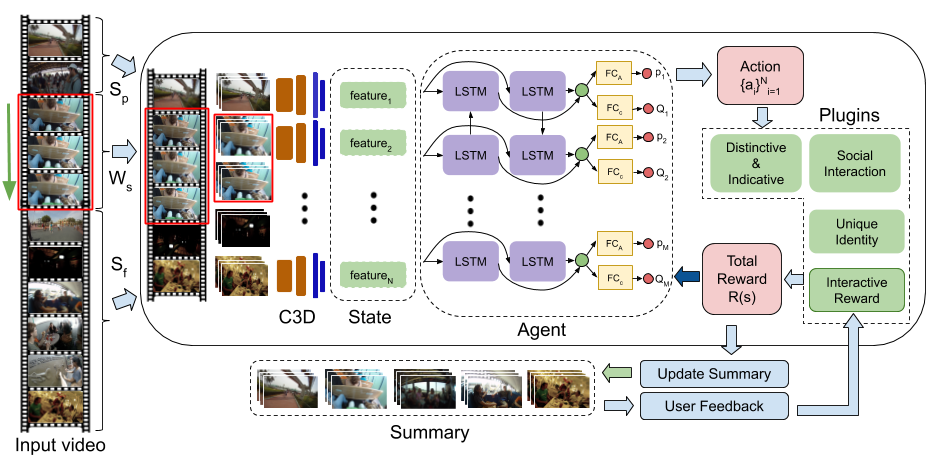 Input video
S_p
W_s
S_f
C3D
feature_1
feature_2
feature_N
State
LSTM
LSTM
LSTM
LSTM
LSTM
LSTM
FC_A
FC_c
FC_A
FC_c
FC_A
FC_c
p_1
Q_1
p_2
Q_2
p_M
Q_M
Agent
Action
{a_i}^N_{i=1}
Plugins
Distinctive
&
Indicative
Social
Interaction
Unique
Identity
Interactive
Reward
Total
Reward
R(s)
Update Summary
User Feedback
Summary